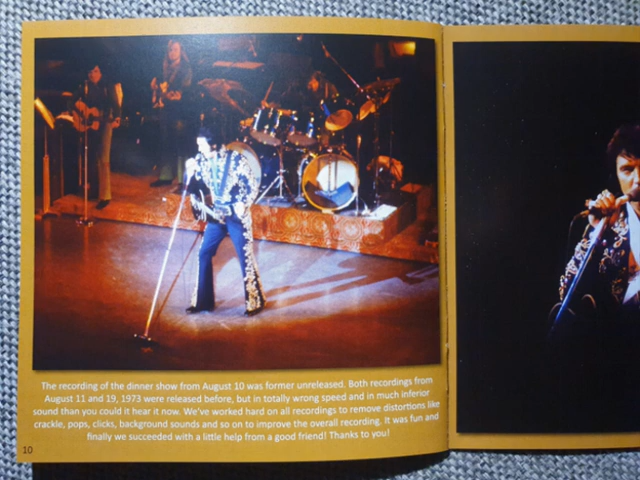 The recording of the dinner show from August 10 was former unreleased. Both recordings from
August 11 and 19, 1973 were released before, but in totally wrong speed and in much inferior
sound than you could it hear it now. We've worked hard on all recordings to remove distortions like
crackle, pops, clicks, background sounds and so on to improve the overall recording. It was fun and
finally we succeeded with a little help from a good friend! Thanks to you!
10